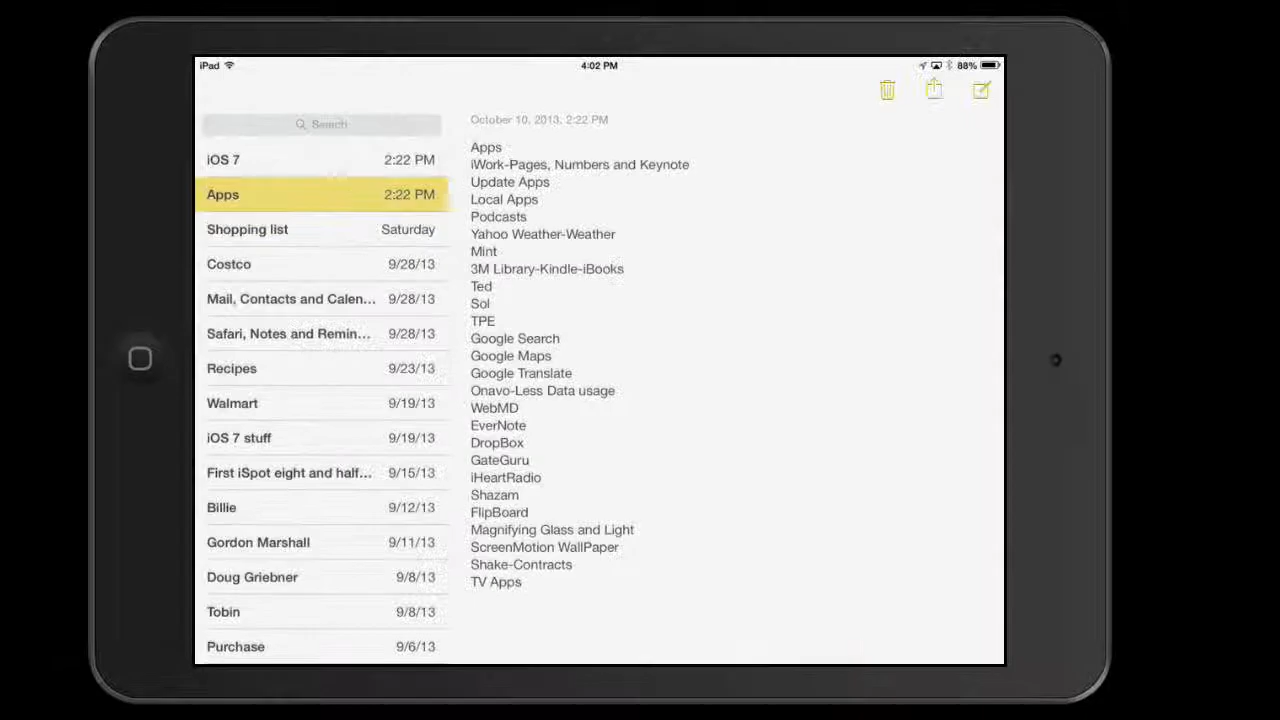 iPad
4:02 PM
88%
Search
iOS 7 2:22 PM
Apps 2:22 PM
Shopping list Saturday
Costco 9/28/13
Mail, Contacts and Calen... 9/28/13
Safari, Notes and Remin... 9/28/13
Recipes 9/23/13
Walmart 9/19/13
iOS 7 stuff 9/19/13
First iSpot eight and half... 9/15/13
Billie 9/12/13
Gordon Marshall 9/11/13
Doug Griebner 9/8/13
Tobin 9/8/13
Purchase 9/6/13
October 10, 2013, 2:22 PM
Apps
iWork-Pages, Numbers and Keynote
Update Apps
Local Apps
Podcasts
Yahoo Weather-Weather
Mint
3M Library-Kindle-iBooks
Ted
Sol
TPE
Google Search
Google Maps
Google Translate
Onavo-Less Data usage
WebMD
EverNote
DropBox
GateGuru
iHeartRadio
Shazam
FlipBoard
Magnifying Glass and Light
ScreenMotion WallPaper
Shake-Contracts
TV Apps